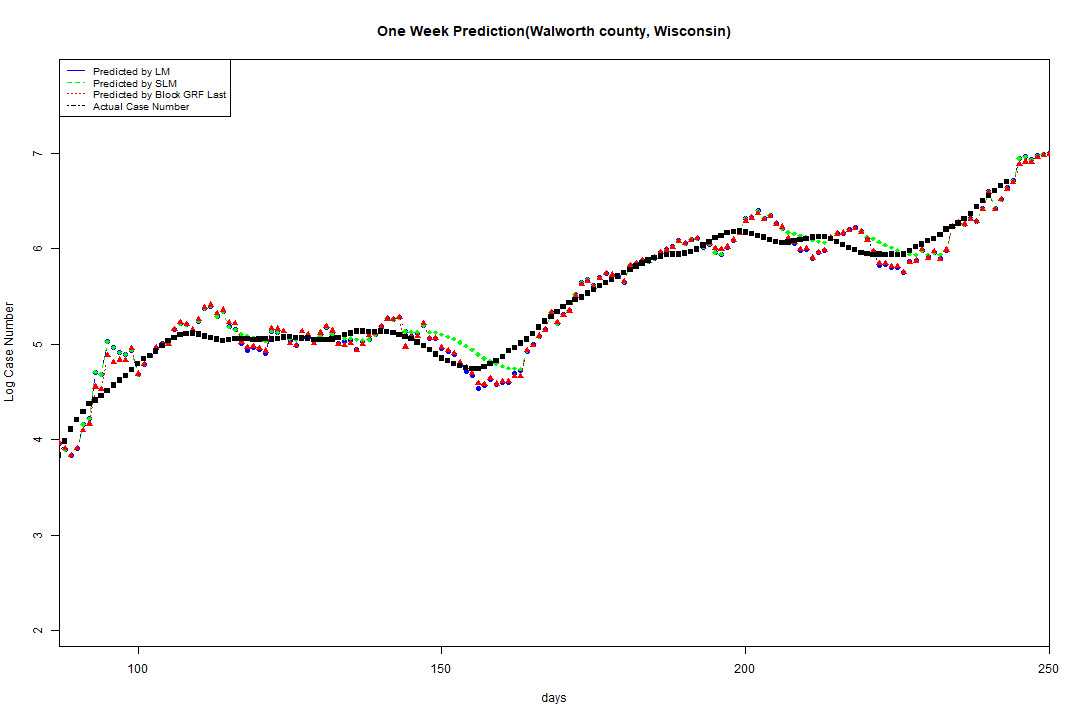 One Week Prediction(Walworth county, Wisconsin)
Predicted by LM
Predicted by SLM
Predicted by Block GRF Last
Actual Case Number
7
6
5
4
3
2
Log Case Number
100
150
200
250
days